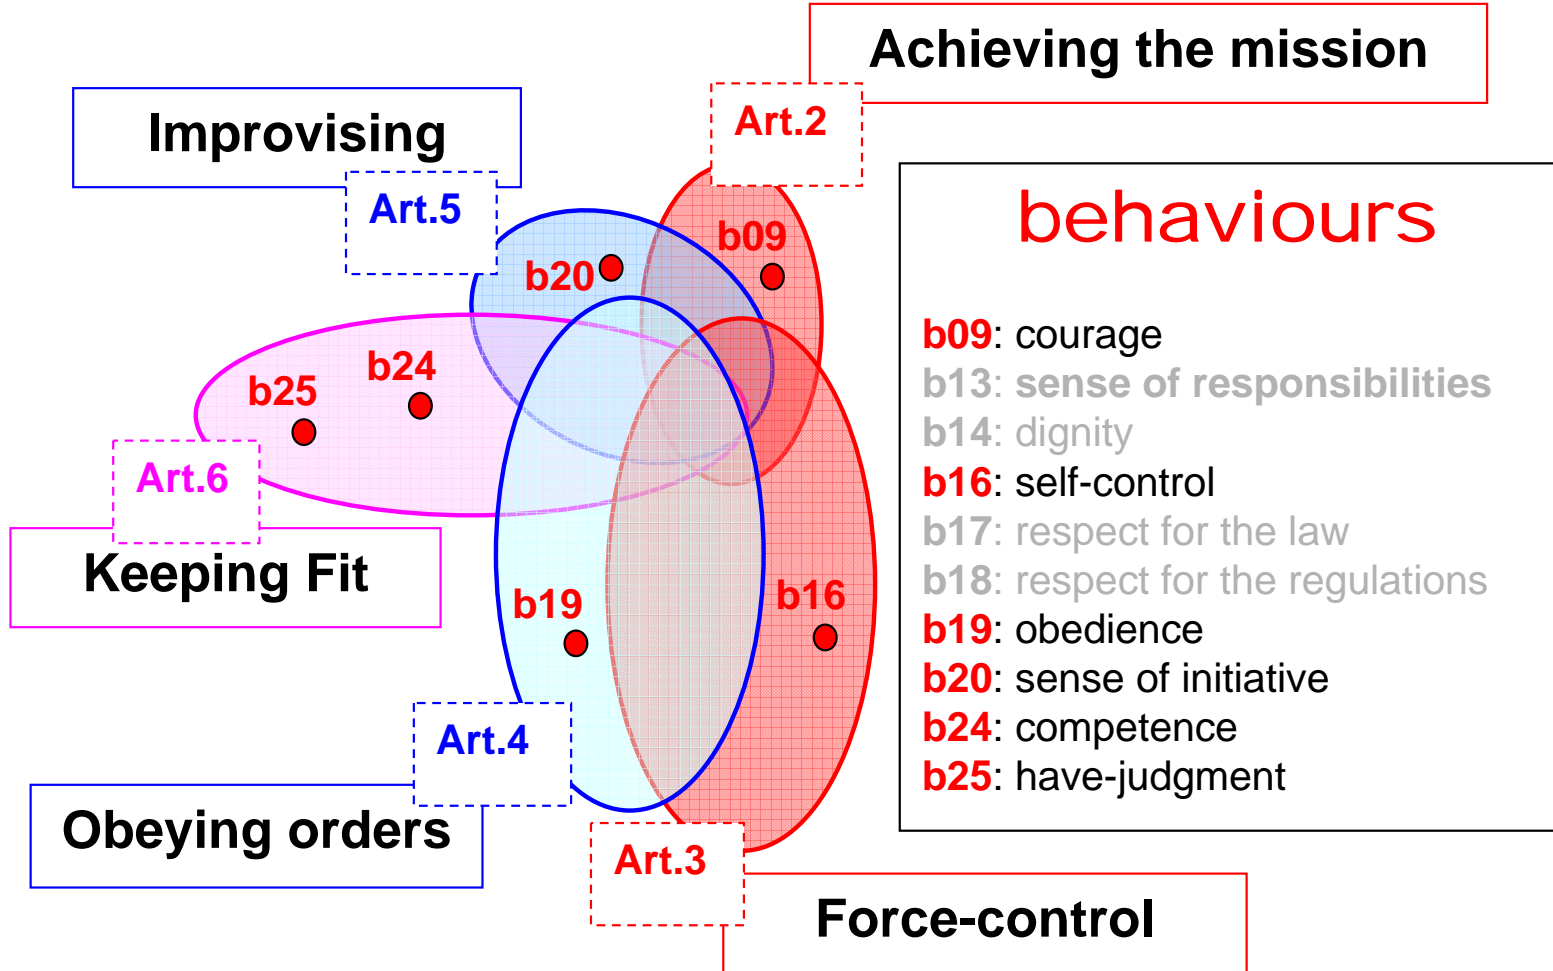 Achieving the mission
Art.2
Improvising
Art.5
b09
b20
b24
b25
Art.6
Keeping Fit
b19
b16
Art.4
Obeying orders
Art.3
Force-control
behaviours
b09: courage
b13: sense of responsibilities
b14: dignity
b16: self-control
b17: respect for the law
b18: respect for the regulations
b19: obedience
b20: sense of initiative
b24: competence
b25: have-judgment